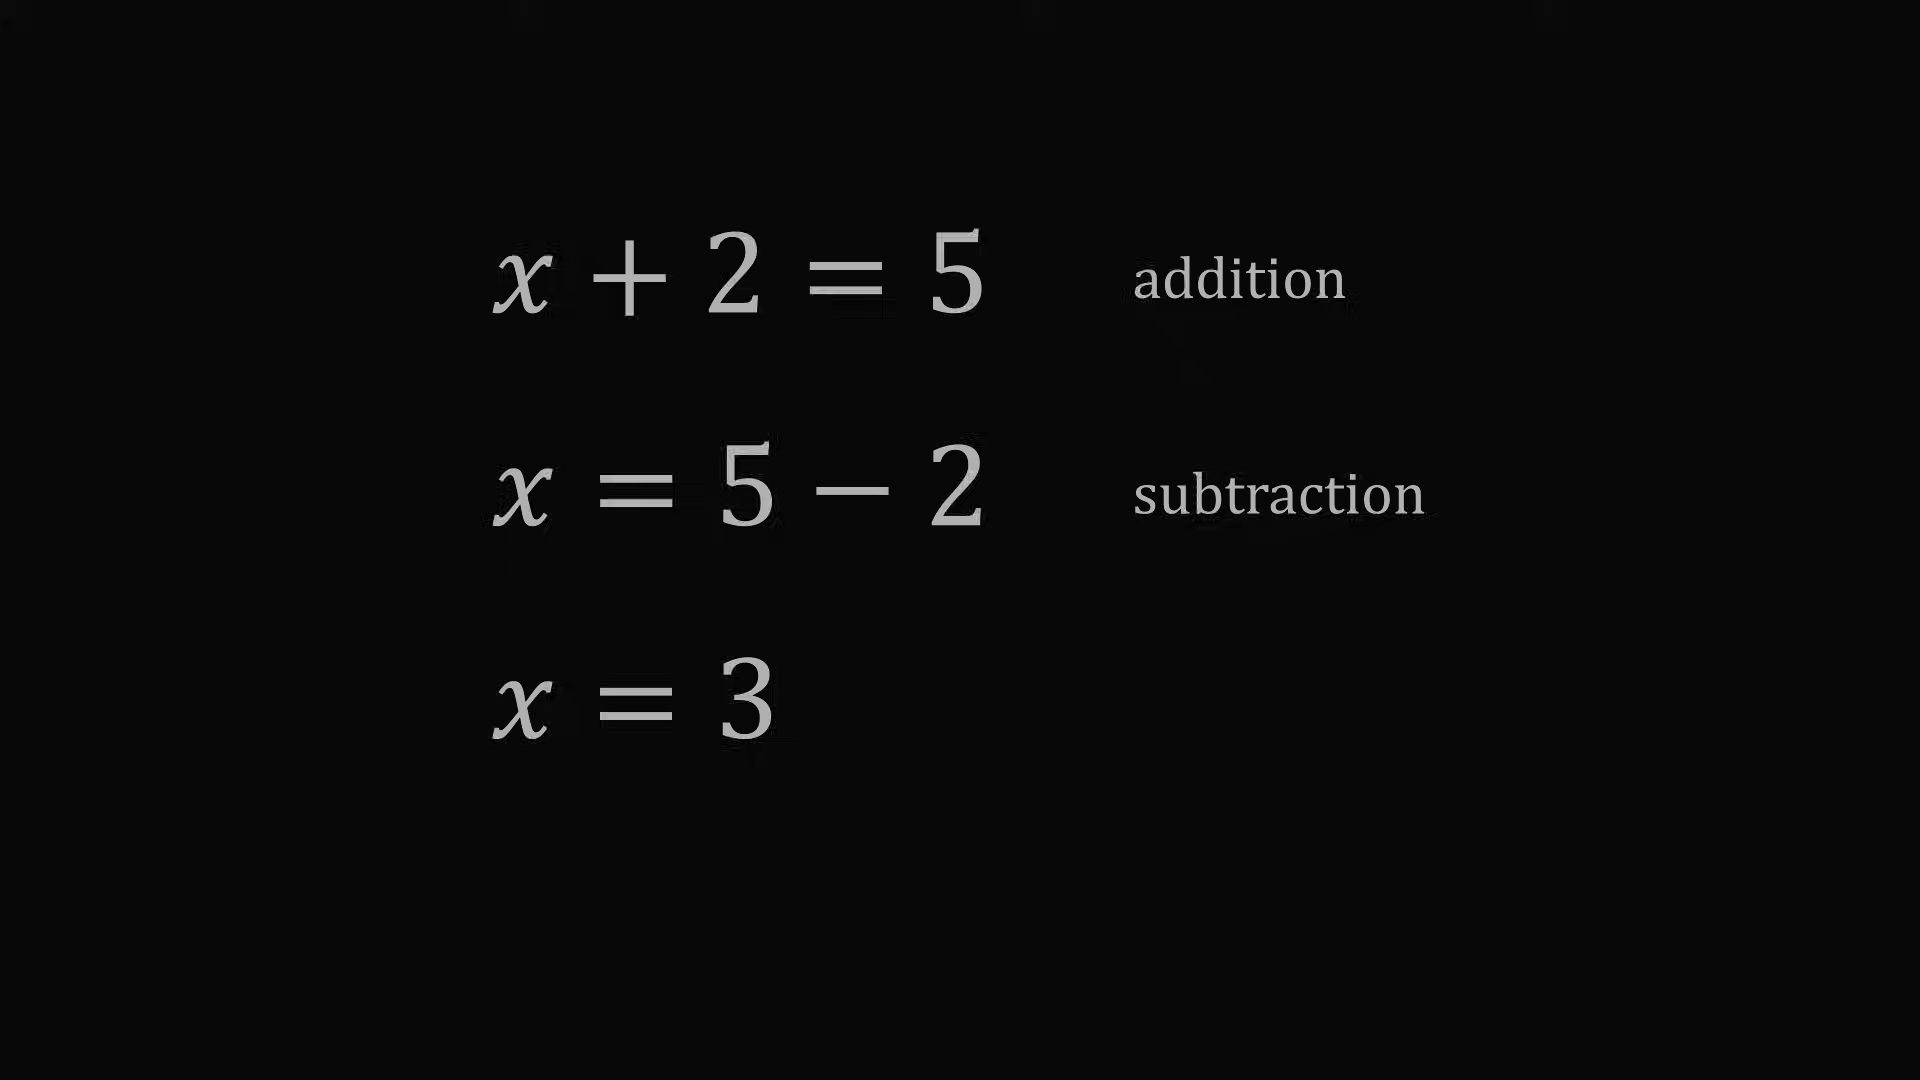 x + 2 = 5 addition
x = 5 − 2 subtraction
x = 3